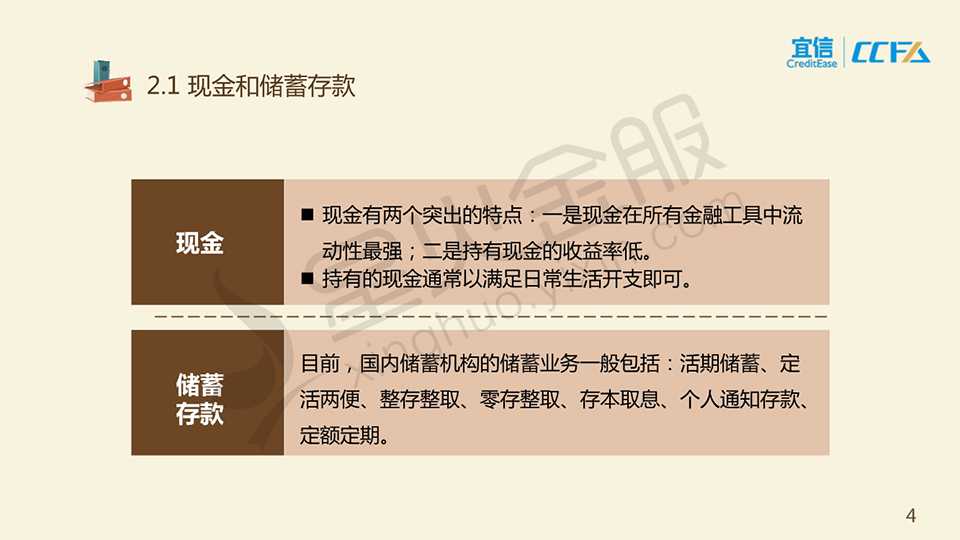 宜信
CreditEase
CCFA
2.1 现金和储蓄存款
现金
■ 现金有两个突出的特点：一是现金在所有金融工具中流
动性最强；二是持有现金的收益率低。
■ 持有的现金通常以满足日常生活开支即可。
储蓄
存款
目前，国内储蓄机构的储蓄业务一般包括：活期储蓄、定
活两便、整存整取、零存整取、存本取息、个人通知存款、
定额定期。
星火金服
xinghuo.yixin.com
4